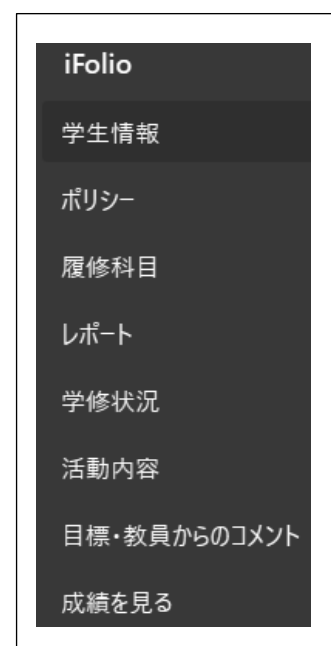 iFolio
学生情報
ポリシー
履修科目
レポート
学修状況
活動内容
目標・教員からのコメント
成績を見る